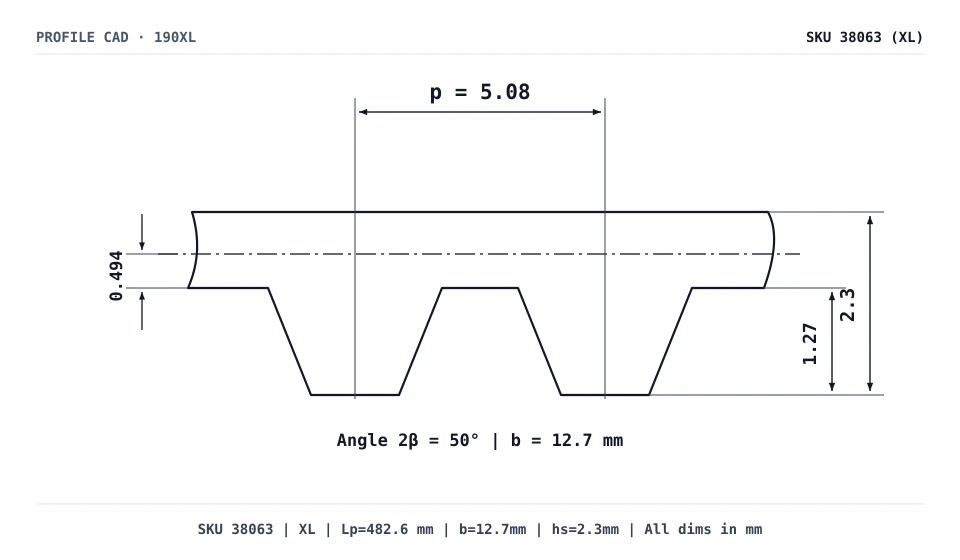 PROFILE CAD · 190XL
SKU 38063 (XL)
p = 5.08
0.494
2.3
1.27
Angle 2β = 50° | b = 12.7 mm
SKU 38063 | XL | Lp=482.6 mm | b=12.7mm | hs=2.3mm | All dims in mm